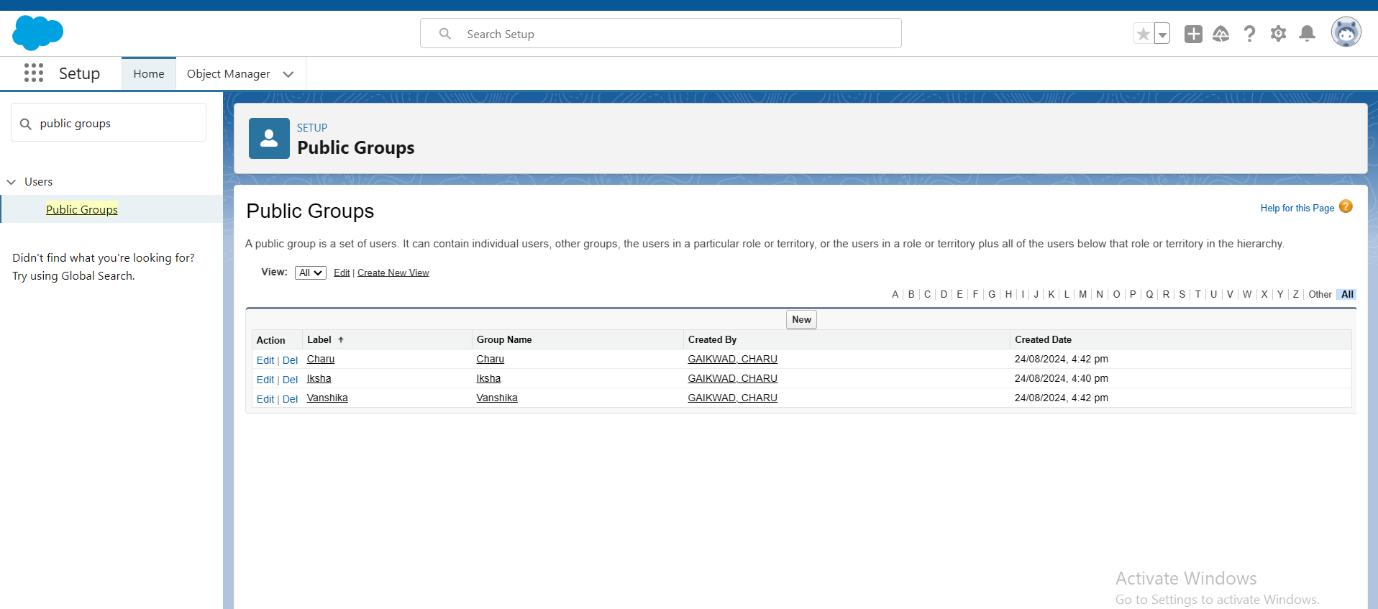 Search Setup
Setup
Home
Object Manager
public groups
Users
Public Groups
Didn't find what you're looking for?
Try using Global Search.
SETUP
Public Groups
Public Groups
Help for this Page ?
A public group is a set of users. It can contain individual users, other groups, the users in a particular role or territory, or the users in a role or territory plus all of the users below that role or territory in the hierarchy.
View: All Edit | Create New View
A | B | C | D | E | F | G | H | I | J | K | L | M | N | O | P | Q | R | S | T | U | V | W | X | Y | Z | Other | All
New
Action Label ↑ Group Name Created By Created Date
Edit | Del Charu Charu GAIKWAD, CHARU 24/08/2024, 4:42 pm
Edit | Del Iksha Iksha GAIKWAD, CHARU 24/08/2024, 4:40 pm
Edit | Del Vanshika Vanshika GAIKWAD, CHARU 24/08/2024, 4:42 pm
Activate Windows
Go to Settings to activate Windows.